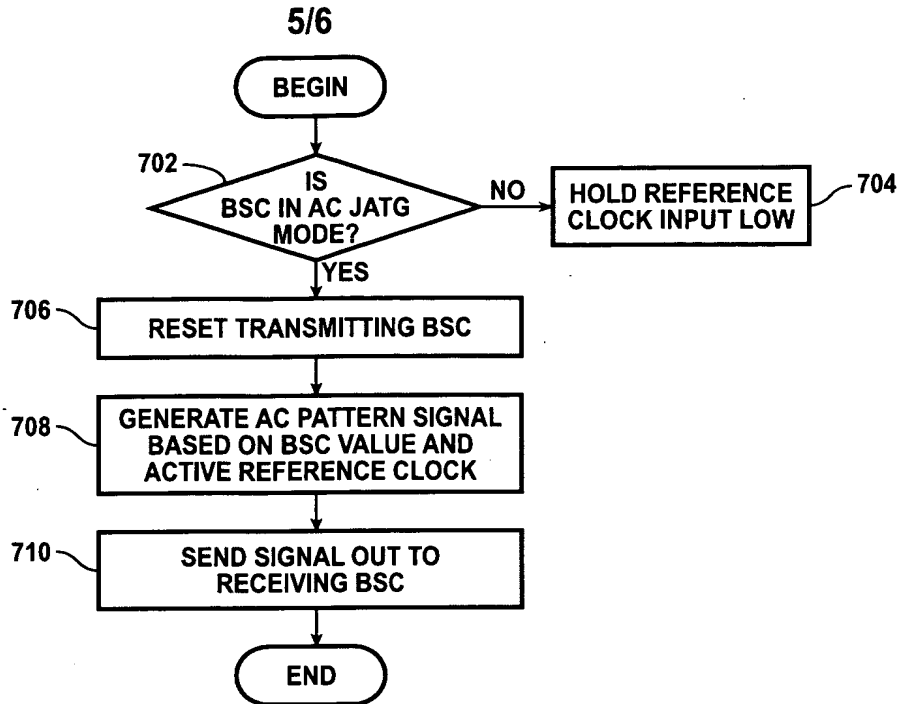 5/6
BEGIN
702
IS
BSC IN AC JATG
MODE?
NO
HOLD REFERENCE
CLOCK INPUT LOW
704
YES
706
RESET TRANSMITTING BSC
708
GENERATE AC PATTERN SIGNAL
BASED ON BSC VALUE AND
ACTIVE REFERENCE CLOCK
710
SEND SIGNAL OUT TO
RECEIVING BSC
END